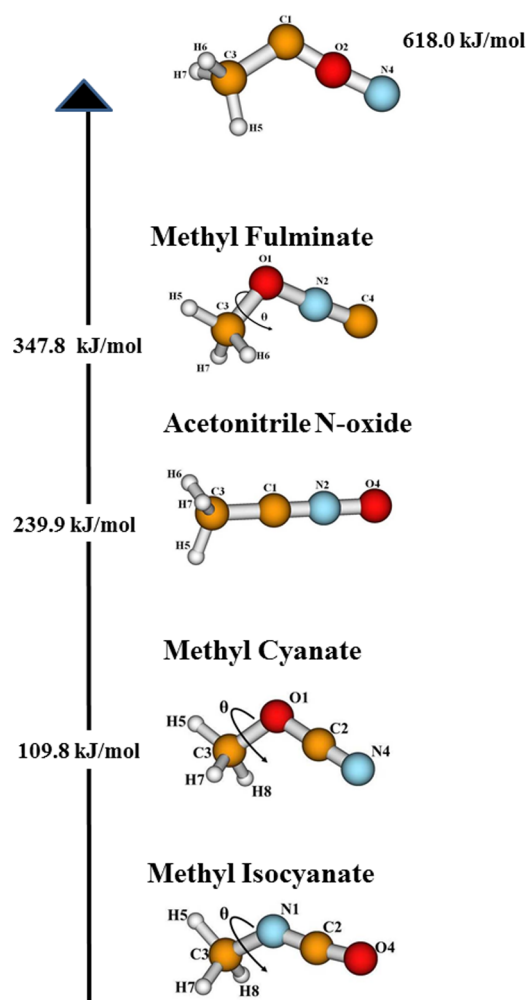 C1
618.0 kJ/mol
H6
C3
O2
N4
H7
H5
Methyl Fulminate
O1
N2
C4
H5
C3
θ
H7
H6
347.8 kJ/mol
Acetonitrile N-oxide
H6
C3
C1
N2
O4
H7
239.9 kJ/mol
H5
Methyl Cyanate
θ
O1
H5
C2
N4
C3
109.8 kJ/mol
H7
H8
Methyl Isocyanate
θ
N1
H5
C2
O4
C3
H7
H8